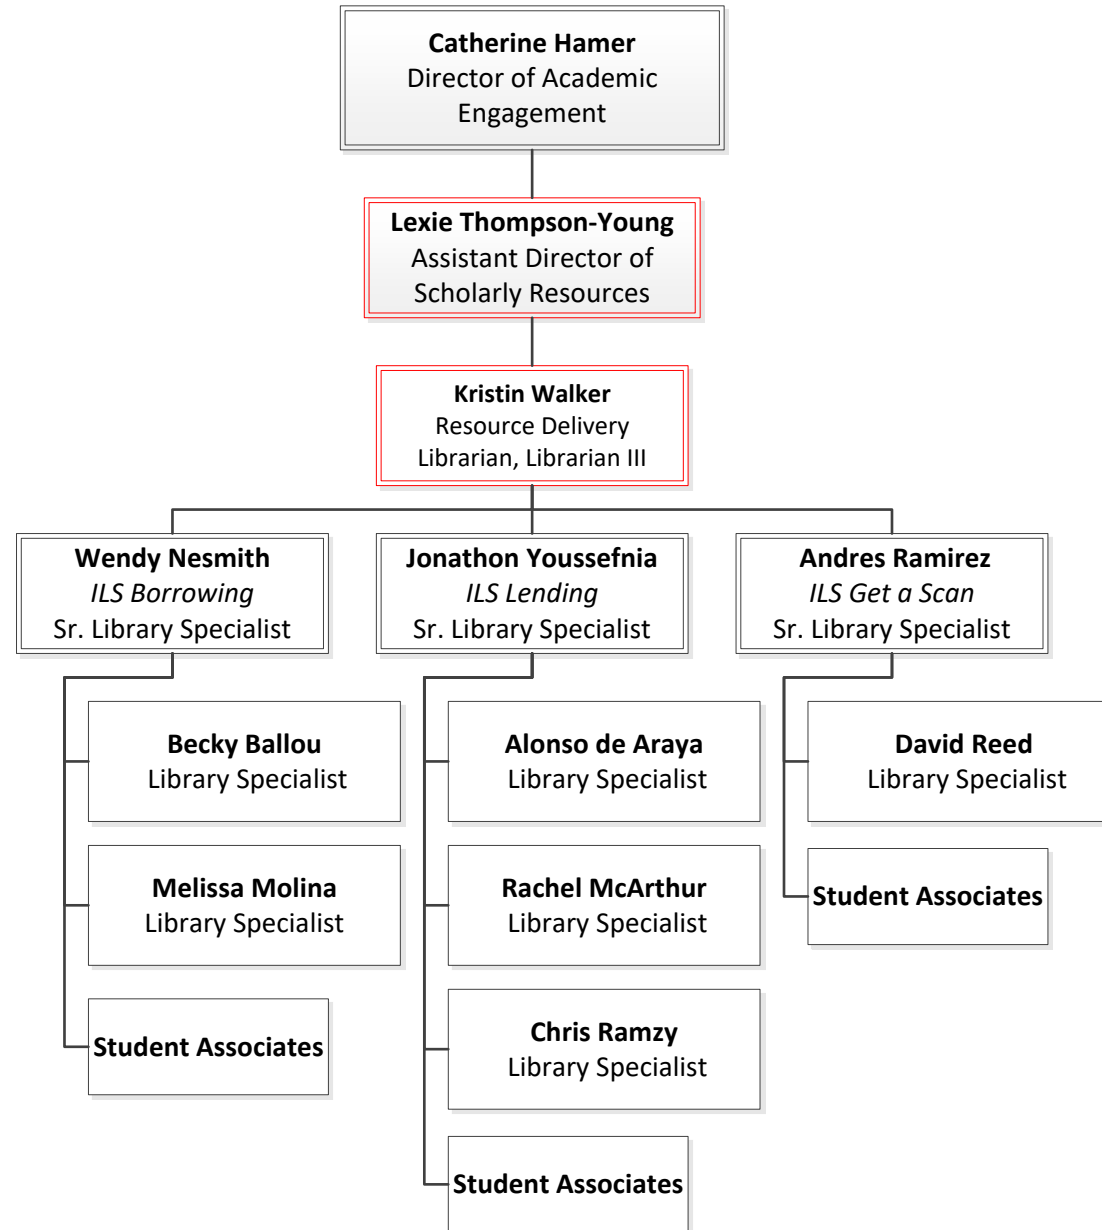 Catherine Hamer
Director of Academic
Engagement
Lexie Thompson-Young
Assistant Director of
Scholarly Resources
Kristin Walker
Resource Delivery
Librarian, Librarian III
Wendy Nesmith
ILS Borrowing
Sr. Library Specialist
Becky Ballou
Library Specialist
Melissa Molina
Library Specialist
Student Associates
Jonathon Youssefnia
ILS Lending
Sr. Library Specialist
Alonso de Araya
Library Specialist
Rachel McArthur
Library Specialist
Chris Ramzy
Library Specialist
Student Associates
Andres Ramirez
ILS Get a Scan
Sr. Library Specialist
David Reed
Library Specialist
Student Associates